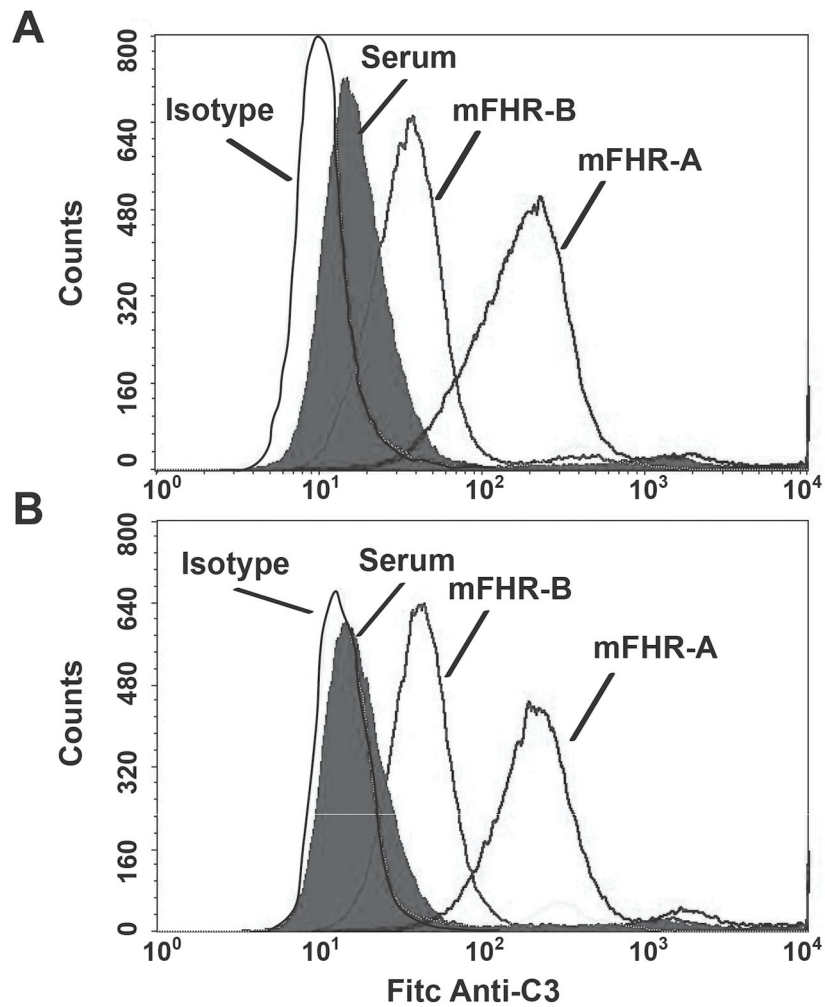 A
Serum
Isotype
mFHR-B
mFHR-A
Counts
800
640
480
320
160
0
10⁰ 10¹ 10² 10³ 10⁴
B
Isotype
Serum
mFHR-B
mFHR-A
Counts
800
640
480
320
160
0
10⁰ 10¹ 10² 10³ 10⁴
Fitc Anti-C3